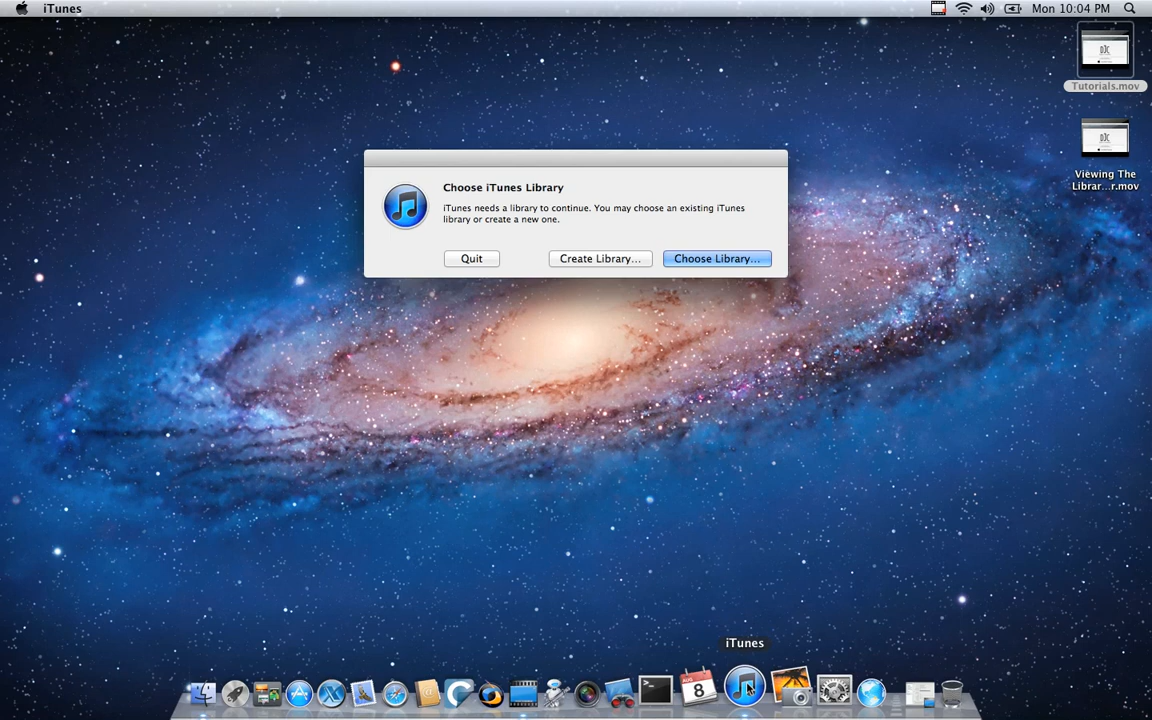 iTunes
Mon 10:04 PM
Tutorials.mov
Viewing The
Librar...r.mov
Choose iTunes Library
iTunes needs a library to continue. You may choose an existing iTunes
library or create a new one.
Quit
Create Library...
Choose Library...
iTunes
8